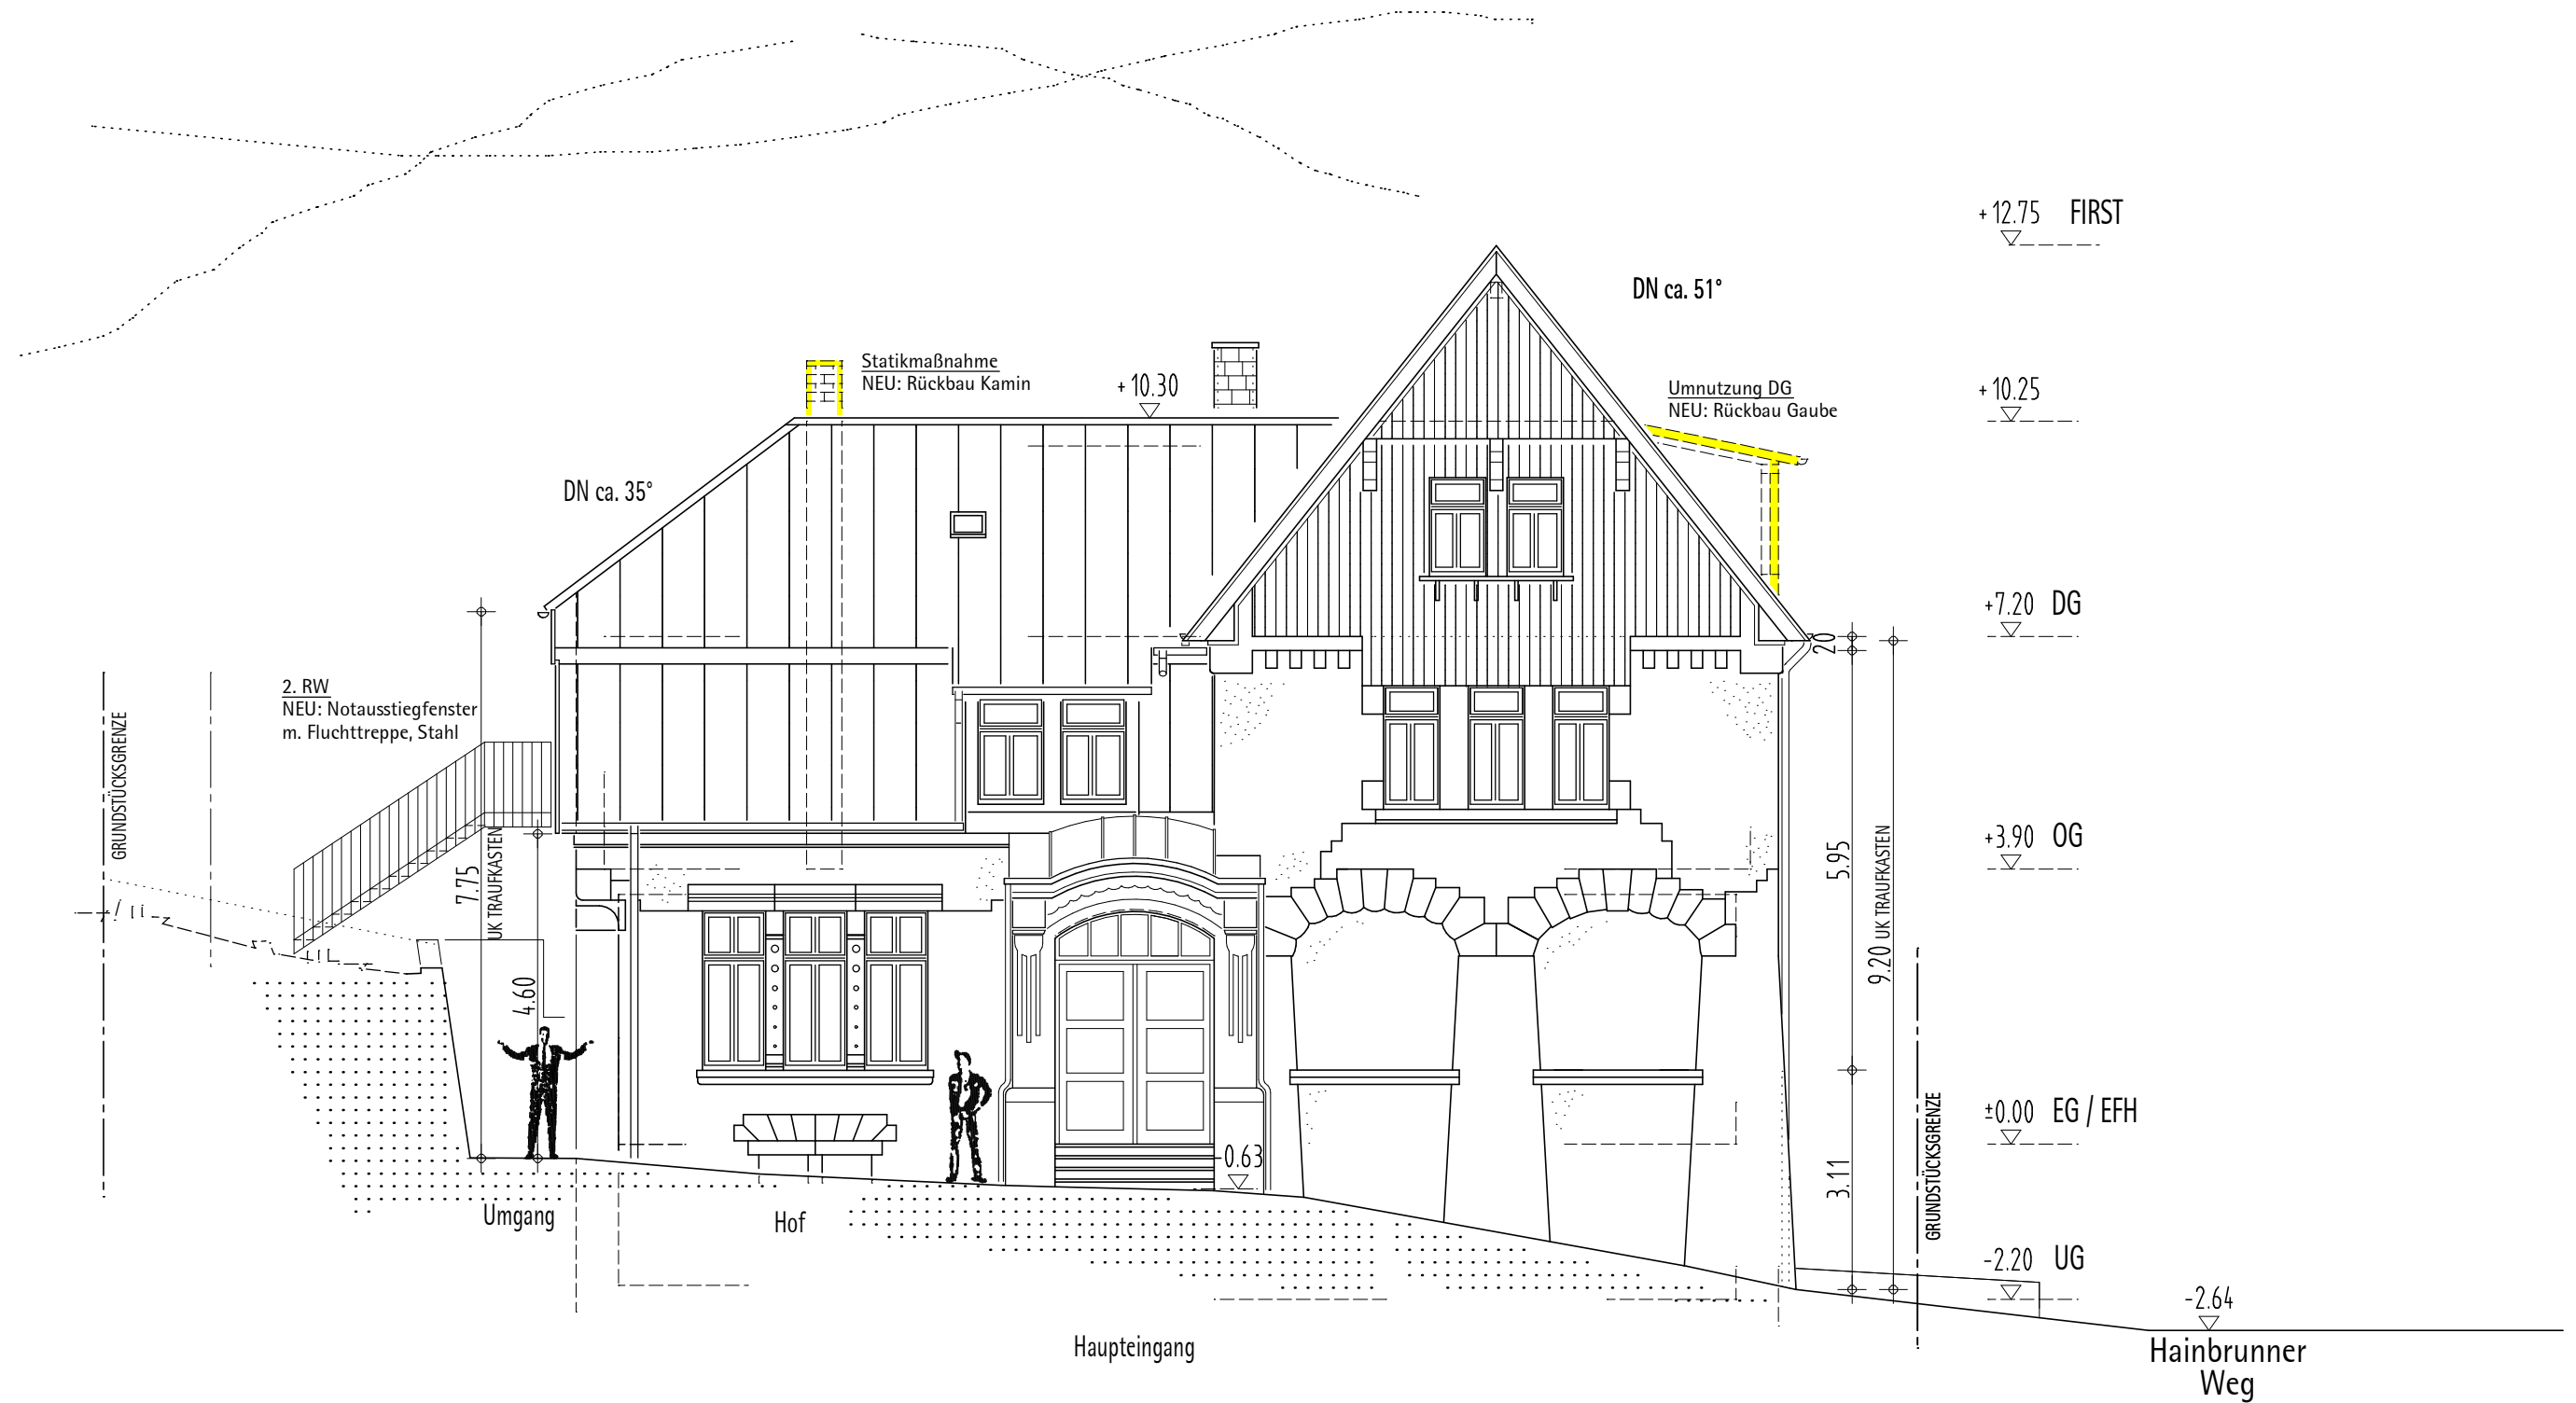 +12.75 FIRST
DN ca. 51°
Statikmaßnahme
NEU: Rückbau Kamin
+10.30
Umnutzung DG
NEU: Rückbau Gaube
+10.25
DN ca. 35°
+7.20 DG
20
2. RW
NEU: Notausstiegfenster
m. Fluchttreppe, Stahl
GRUNDSTÜCKSGRENZE
7.75
UK TRAUFKASTEN
4.60
5.95
9.20 UK TRAUFKASTEN
+3.90 OG
±0.00 EG / EFH
-0.63
3.11
GRUNDSTÜCKSGRENZE
Umgang
Hof
-2.20 UG
-2.64
Haupteingang
Hainbrunner
Weg